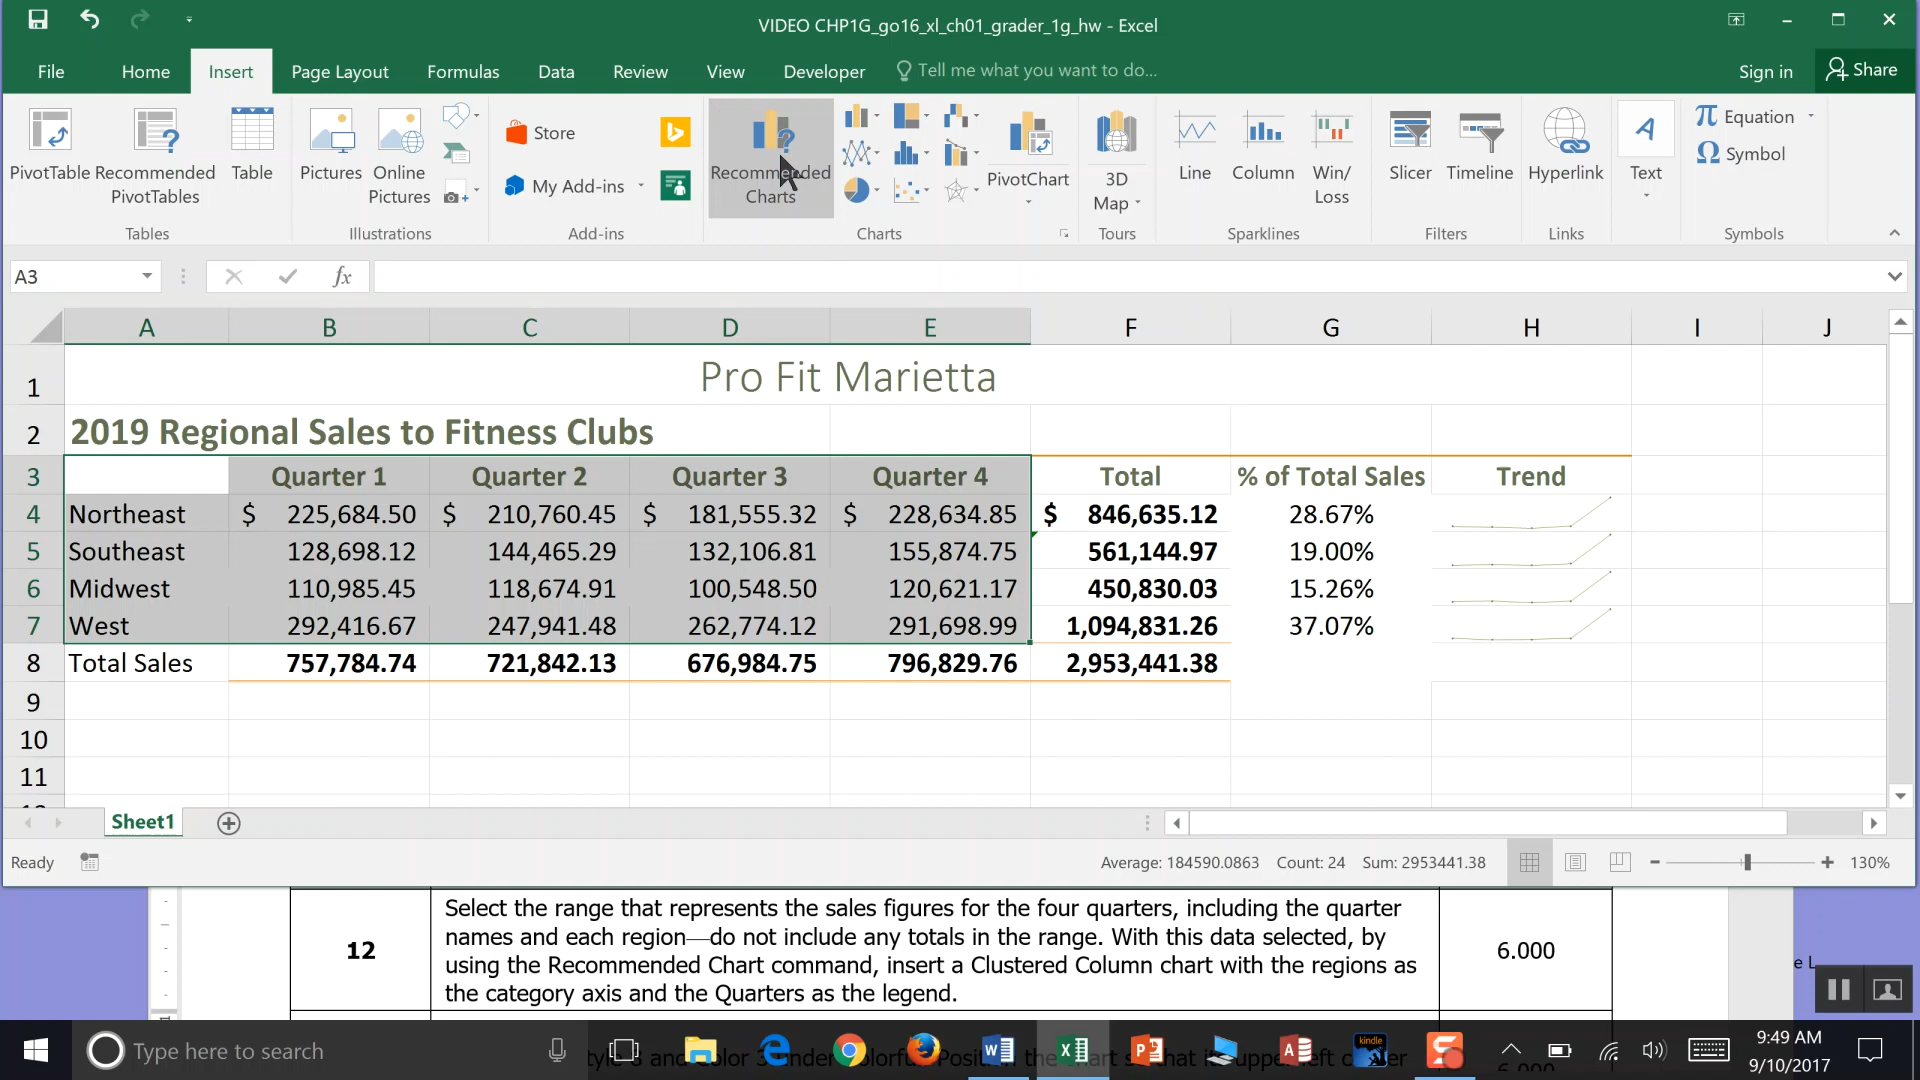 VIDEO CHP1G_go16_xl_ch01_grader_1g_hw - Excel
File Home Insert Page Layout Formulas Data Review View Developer Tell me what you want to do... Sign in Share
PivotTable Recommended PivotTables Table
Tables
Pictures Online Pictures
Illustrations
Store
My Add-ins
Add-ins
Recommended Charts
PivotChart
Charts
3D Map
Tours
Line Column Win/ Loss
Sparklines
Slicer Timeline
Filters
Hyperlink
Links
Text
Equation
Symbol
Symbols
A3 fx
A B C D E F G H I J
1 Pro Fit Marietta
2 2019 Regional Sales to Fitness Clubs
3 Quarter 1 Quarter 2 Quarter 3 Quarter 4 Total % of Total Sales Trend
4 Northeast $ 225,684.50 $ 210,760.45 $ 181,555.32 $ 228,634.85 $ 846,635.12 28.67%
5 Southeast 128,698.12 144,465.29 132,106.81 155,874.75 561,144.97 19.00%
6 Midwest 110,985.45 118,674.91 100,548.50 120,621.17 450,830.03 15.26%
7 West 292,416.67 247,941.48 262,774.12 291,698.99 1,094,831.26 37.07%
8 Total Sales 757,784.74 721,842.13 676,984.75 796,829.76 2,953,441.38
9
10
11
Sheet1
Ready Average: 184590.0863 Count: 24 Sum: 2953441.38 130%
12 Select the range that represents the sales figures for the four quarters, including the quarter
names and each region—do not include any totals in the range. With this data selected, by
using the Recommended Chart command, insert a Clustered Column chart with the regions as
the category axis and the Quarters as the legend.
6.000
Type here to search
kindle
9:49 AM
9/10/2017